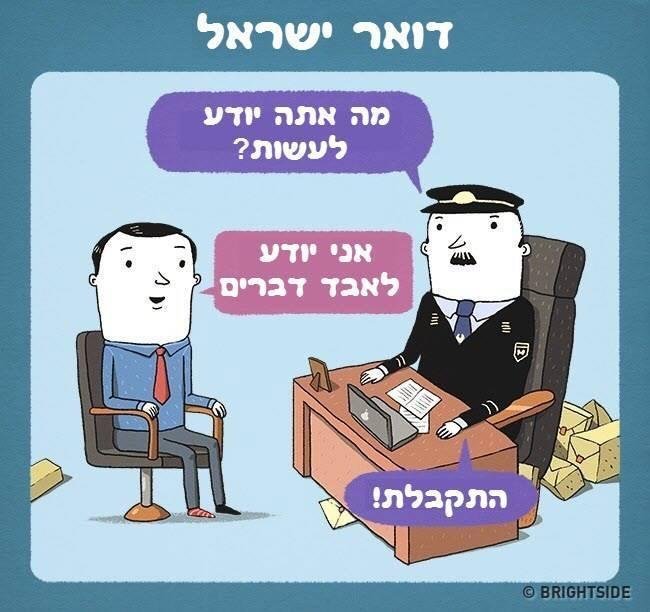 דואר ישראל
מה אתה יודע
לעשות?
אני יודע
לאבד דברים
התקבלת!
© BRIGHTSIDE